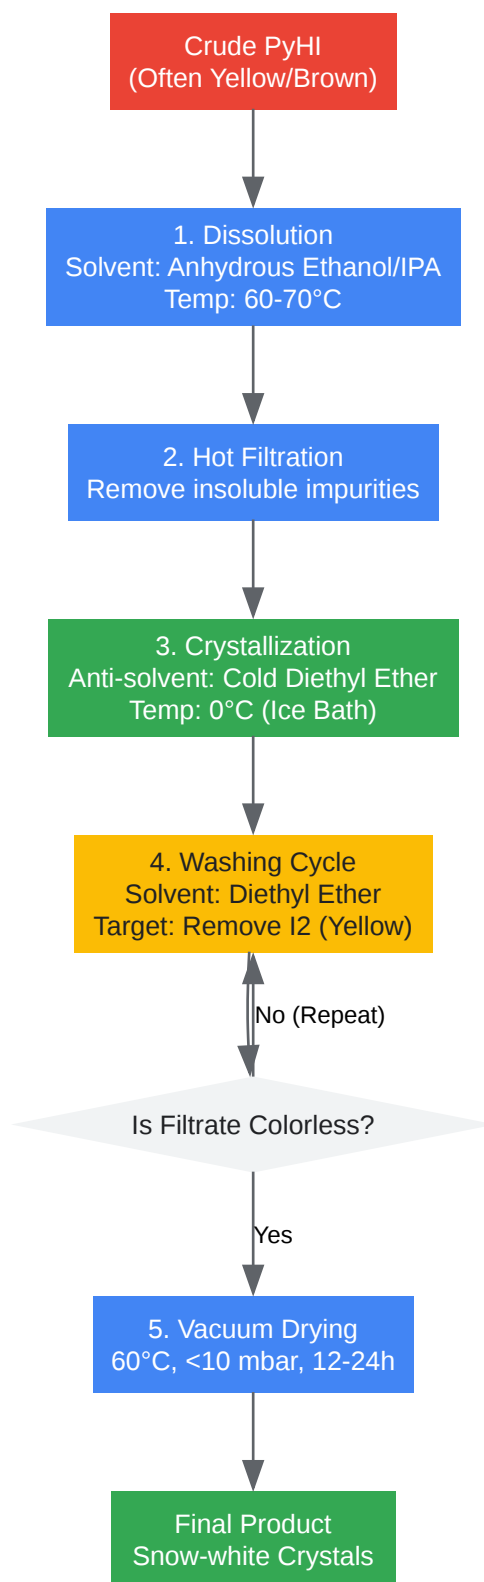 Crude PyHI
(Often Yellow/Brown)
1. Dissolution
Solvent: Anhydrous Ethanol/IPA
Temp: 60-70°C
2. Hot Filtration
Remove insoluble impurities
3. Crystallization
Anti-solvent: Cold Diethyl Ether
Temp: 0°C (Ice Bath)
4. Washing Cycle
Solvent: Diethyl Ether
Target: Remove I2 (Yellow)
No (Repeat)
Is Filtrate Colorless?
Yes
5. Vacuum Drying
60°C, <10 mbar, 12-24h
Final Product
Snow-white Crystals